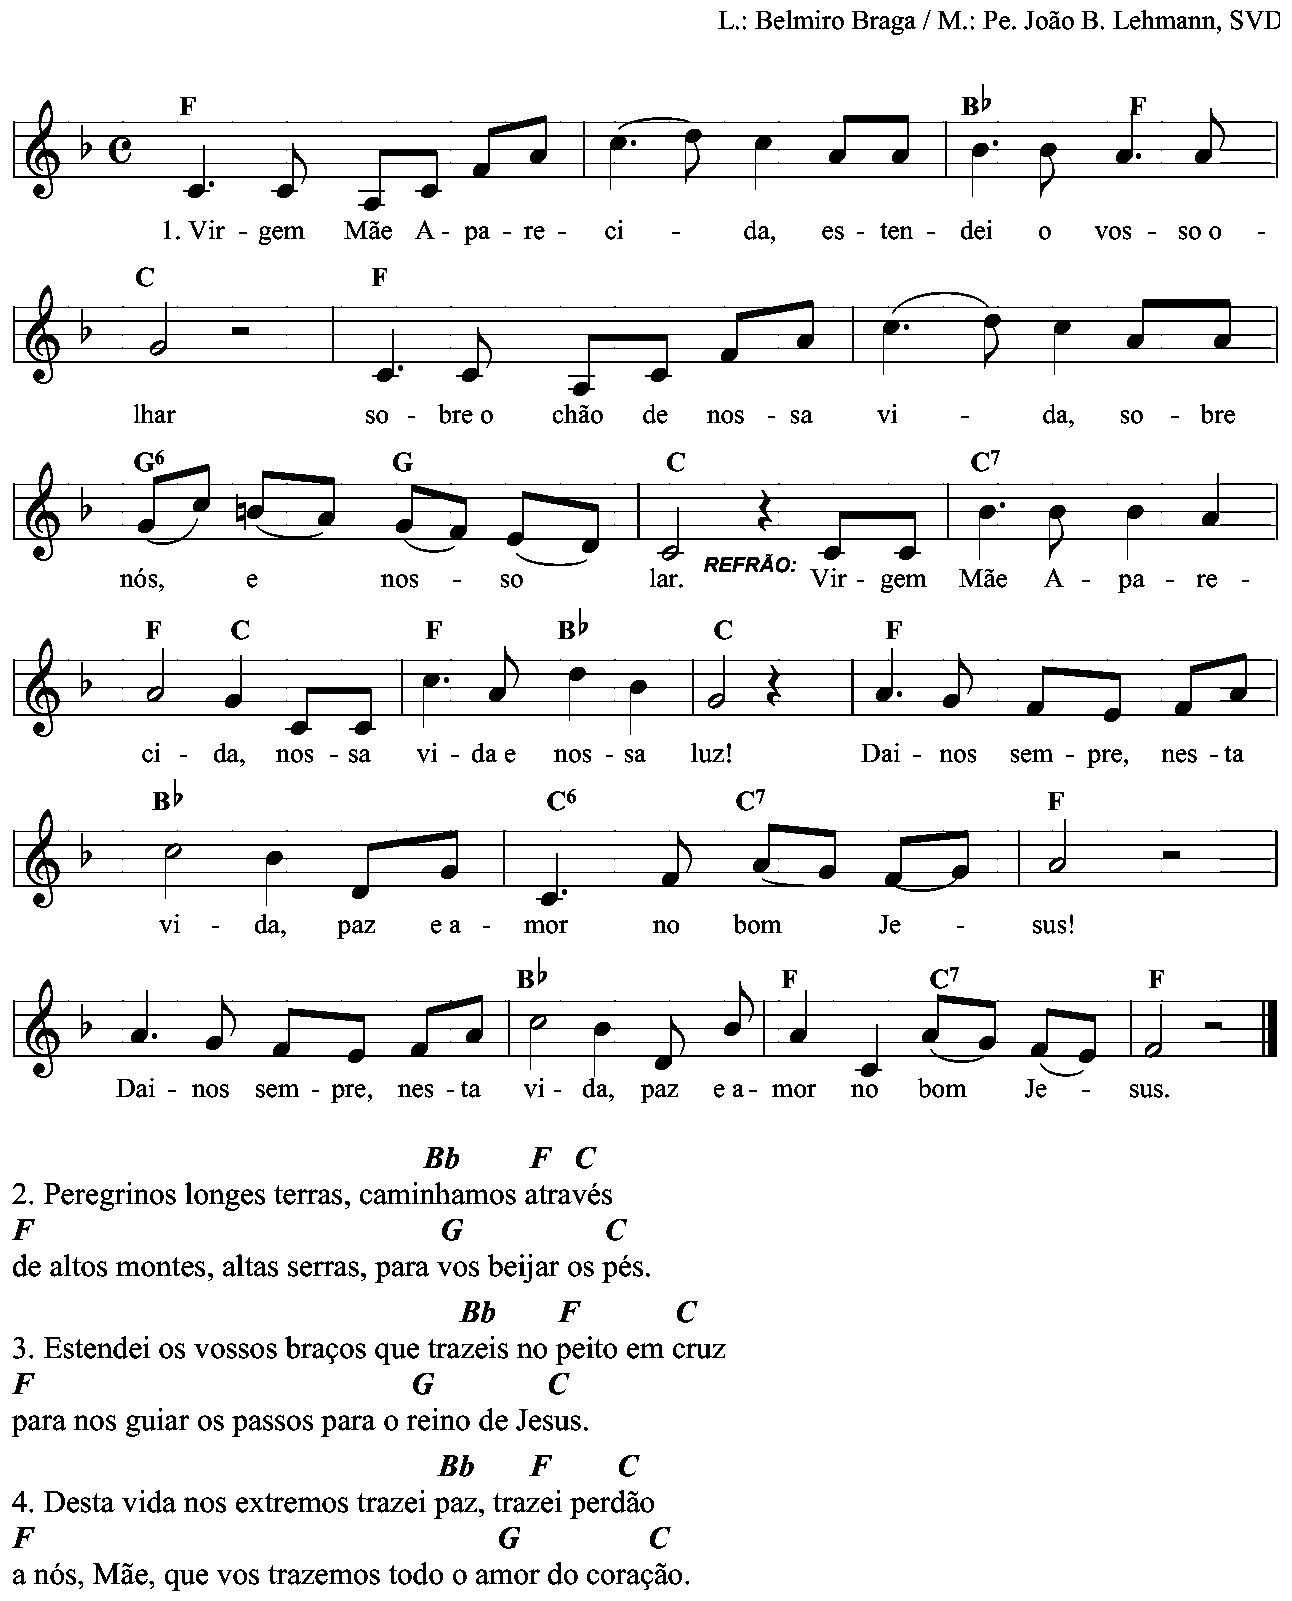 L.: Belmiro Braga / M.: Pe. João B. Lehmann, SVD
F B♭ F
1. Vir - gem Mãe A - pa - re - ci - da, es - ten - dei o vos - so o -
C F
lhar so - bre o chão de nos - sa vi - da, so - bre
G6 G C C7
nós, e nos - so lar. REFRÃO: Vir - gem Mãe A - pa - re -
F C F B♭ C F
ci - da, nos - sa vi - da e nos - sa luz! Dai - nos sem - pre, nes - ta
B♭ C6 C7 F
vi - da, paz e a - mor no bom Je - sus!
B♭ F C7 F
Dai - nos sem - pre, nes - ta vi - da, paz e a - mor no bom Je - sus.
Bb F C
2. Peregrinos longes terras, caminhamos através
F G C
de altos montes, altas serras, para vos beijar os pés.
Bb F C
3. Estendei os vossos braços que trazeis no peito em cruz
F G C
para nos guiar os passos para o reino de Jesus.
Bb F C
4. Desta vida nos extremos trazei paz, trazei perdão
F G C
a nós, Mãe, que vos trazemos todo o amor do coração.